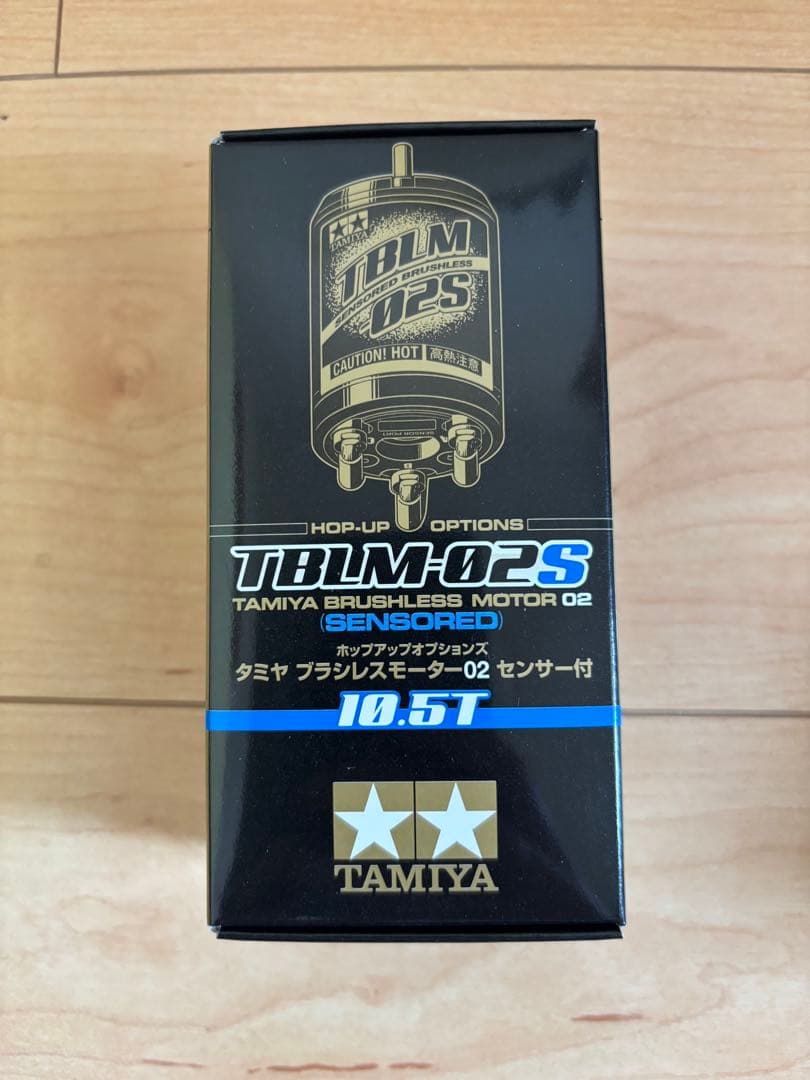 TAMIYA
TBLM
SENSORED BRUSHLESS
-02S
CAUTION! HOT 高熱注意
SENSOR PORT
HOP-UP OPTIONS
TBLM-02S
TAMIYA BRUSHLESS MOTOR 02
(SENSORED)
ホップアップオプションズ
タミヤ ブラシレスモーター02 センサー付
10.5T
TAMIYA